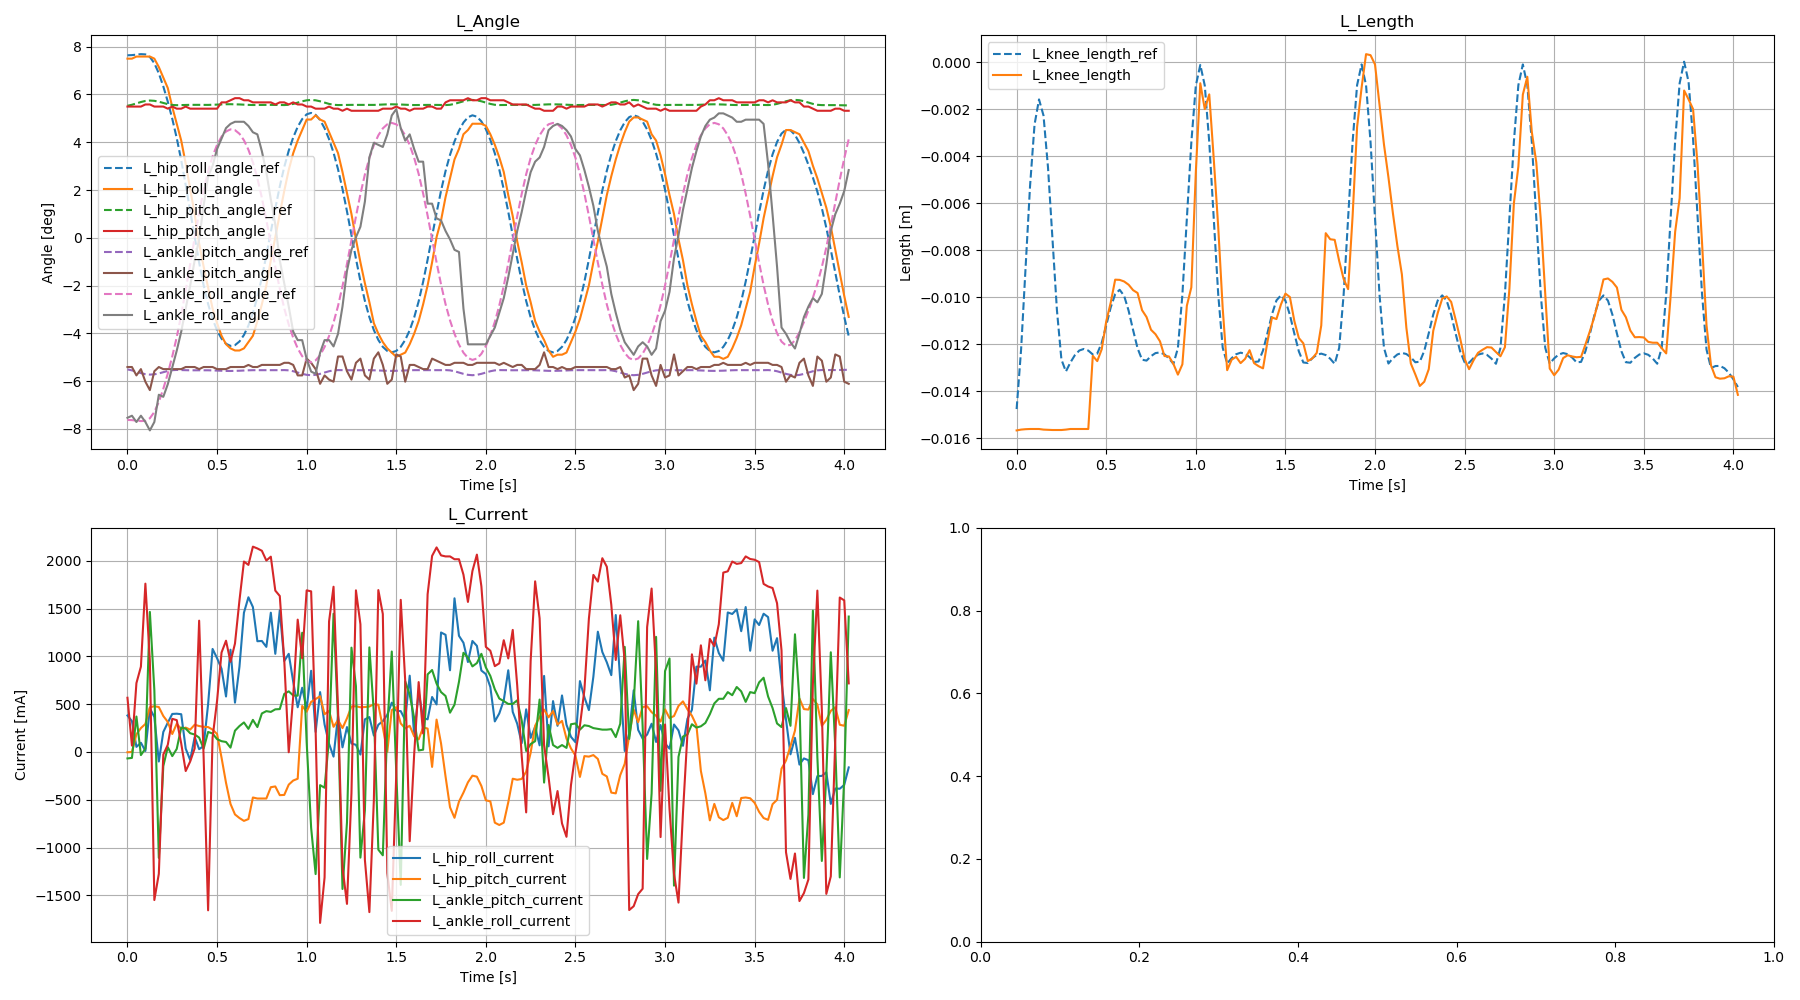 L_Angle
Angle [deg]
8
6
4
2
0
−2
−4
−6
−8
L_hip_roll_angle_ref
L_hip_roll_angle
L_hip_pitch_angle_ref
L_hip_pitch_angle
L_ankle_pitch_angle_ref
L_ankle_pitch_angle
L_ankle_roll_angle_ref
L_ankle_roll_angle
0.0 0.5 1.0 1.5 2.0 2.5 3.0 3.5 4.0
Time [s]
L_Length
Length [m]
0.000
−0.002
−0.004
−0.006
−0.008
−0.010
−0.012
−0.014
−0.016
L_knee_length_ref
L_knee_length
0.0 0.5 1.0 1.5 2.0 2.5 3.0 3.5 4.0
Time [s]
L_Current
Current [mA]
2000
1500
1000
500
0
−500
−1000
−1500
L_hip_roll_current
L_hip_pitch_current
L_ankle_pitch_current
L_ankle_roll_current
0.0 0.5 1.0 1.5 2.0 2.5 3.0 3.5 4.0
Time [s]
1.0
0.8
0.6
0.4
0.2
0.0
0.0 0.2 0.4 0.6 0.8 1.0